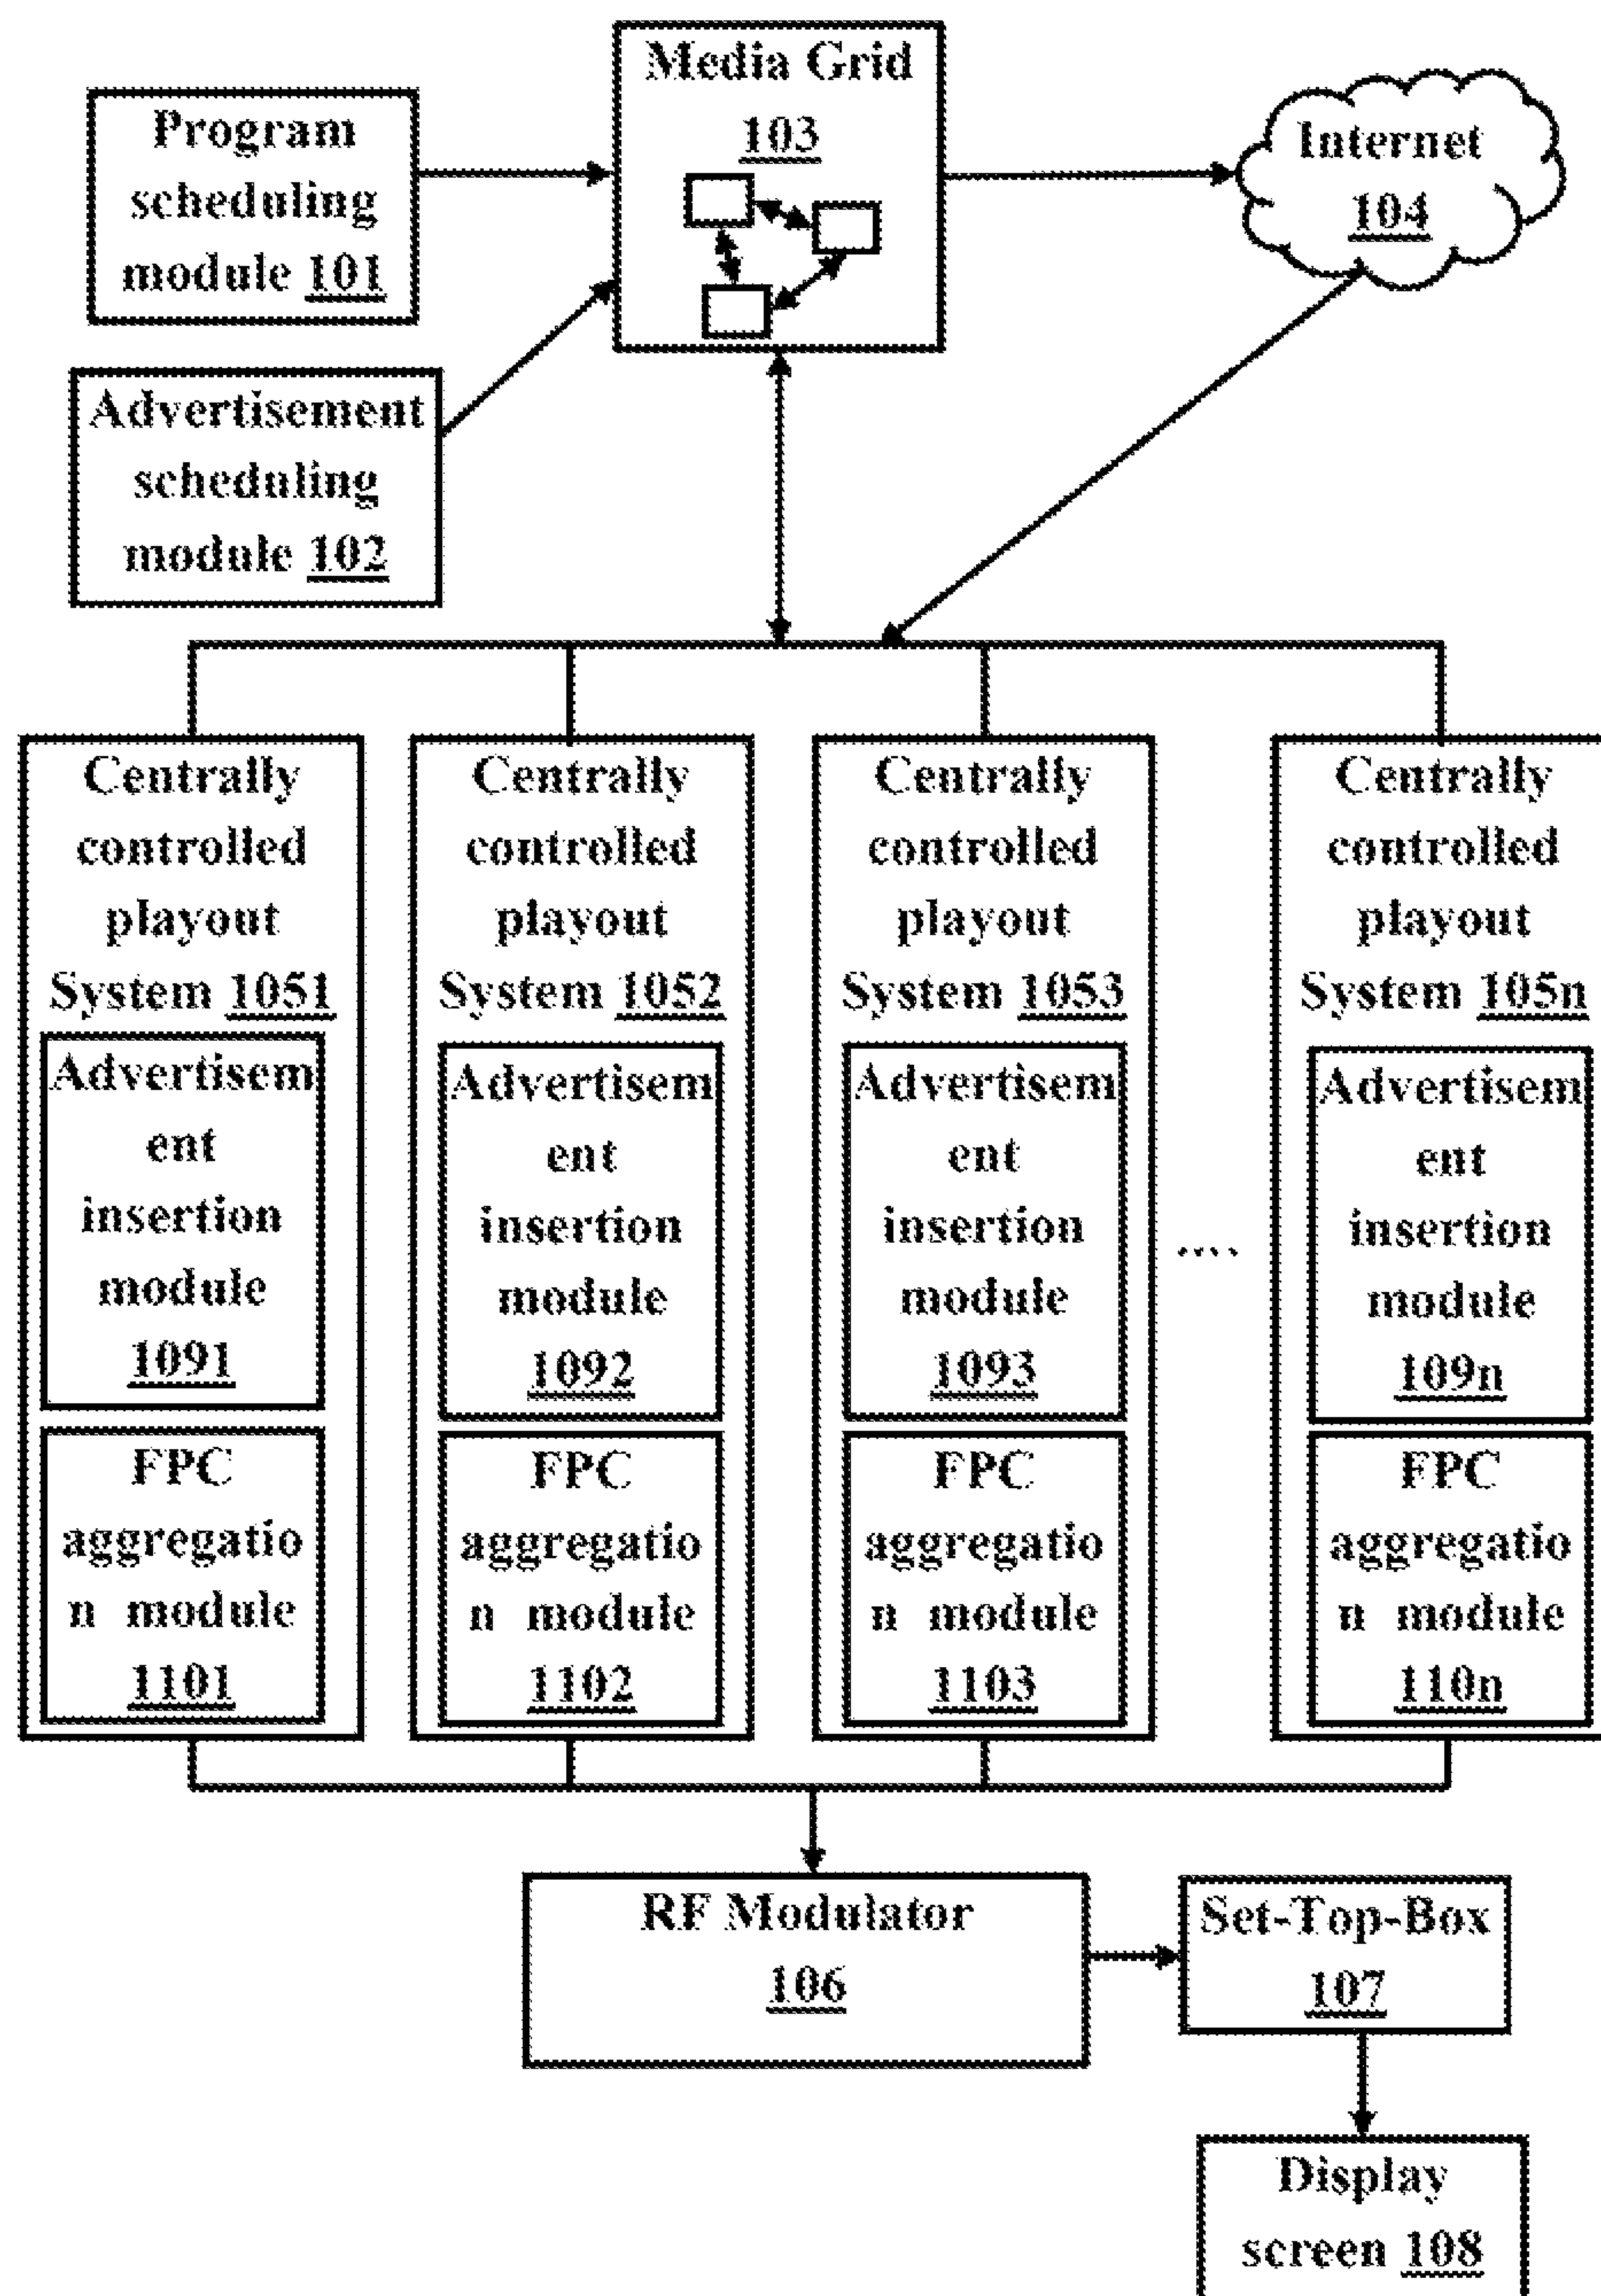 Program
scheduling
module 101
Media Grid
103
Internet
104
Advertisement
scheduling
module 102
Centrally
controlled
playout
System 1051
Advertisem
ent
insertion
module
1091
FPC
aggregatio
n module
1101
Centrally
controlled
playout
System 1052
Advertisem
ent
insertion
module
1092
FPC
aggregatio
n module
1102
Centrally
controlled
playout
System 1053
Advertisem
ent
insertion
module
1093
FPC
aggregatio
n module
1103
....
Centrally
controlled
playout
System 105n
Advertisem
ent
insertion
module
109n
FPC
aggregatio
n module
110n
RF Modulator
106
Set-Top-Box
107
Display
screen 108